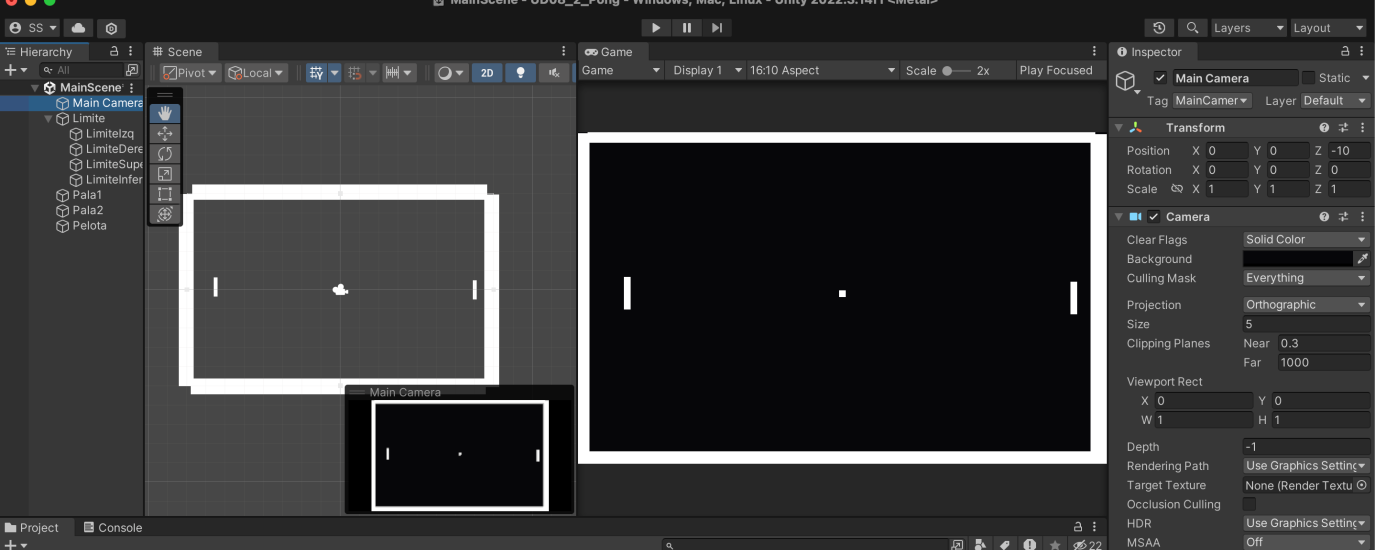 MainScene - UD08_2_Pong - Windows, Mac, Linux - Unity 2022.3.14f1 <Metal>
SS
Layers
Layout
Hierarchy
All
MainScene
Main Camera
Limite
LimiteIzq
LimiteDere
LimiteSupe
LimiteInfer
Pala1
Pala2
Pelota
Scene
Pivot
Local
2D
Main Camera
Game
Game
Display 1
16:10 Aspect
Scale
2x
Play Focused
Inspector
Main Camera
Static
Tag
MainCamer
Layer
Default
Transform
Position X 0 Y 0 Z -10
Rotation X 0 Y 0 Z 0
Scale X 1 Y 1 Z 1
Camera
Clear Flags Solid Color
Background
Culling Mask Everything
Projection Orthographic
Size 5
Clipping Planes Near 0.3
Far 1000
Viewport Rect
X 0 Y 0
W 1 H 1
Depth -1
Rendering Path Use Graphics Setting
Target Texture None (Render Textu
Occlusion Culling
HDR Use Graphics Setting
MSAA Off
Project
Console
22